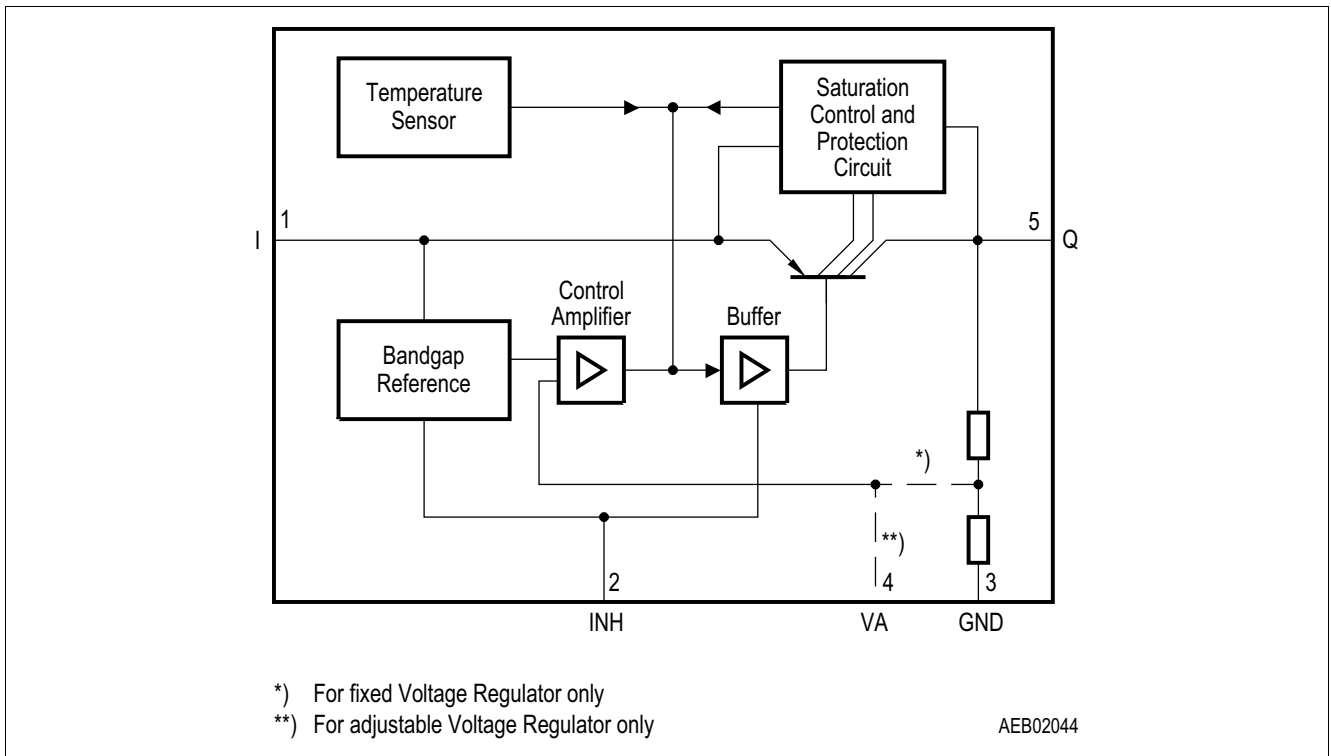 Temperature
Sensor
Saturation
Control and
Protection
Circuit
1
I
5
Q
Control
Amplifier
Buffer
Bandgap
Reference
*)
**)
2
4
3
INH
VA
GND
*) For fixed Voltage Regulator only
**) For adjustable Voltage Regulator only
AEB02044